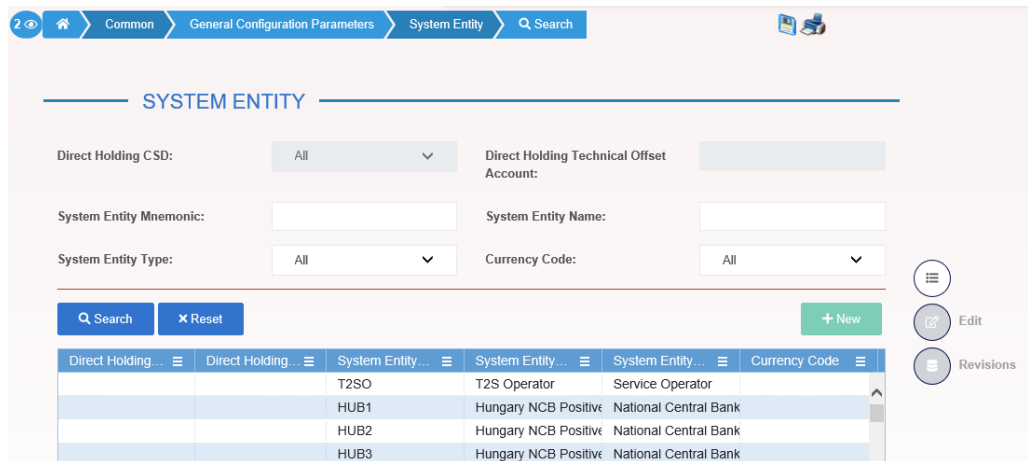 2 Common General Configuration Parameters System Entity Search
SYSTEM ENTITY
Direct Holding CSD: All Direct Holding Technical Offset
Account:
System Entity Mnemonic: System Entity Name:
System Entity Type: All Currency Code: All
Search Reset New
Edit
Revisions
Direct Holding... Direct Holding... System Entity... System Entity... System Entity... Currency Code
T2SO T2S Operator Service Operator
HUB1 Hungary NCB Positive National Central Bank
HUB2 Hungary NCB Positive National Central Bank
HUB3 Hungary NCB Positive National Central Bank